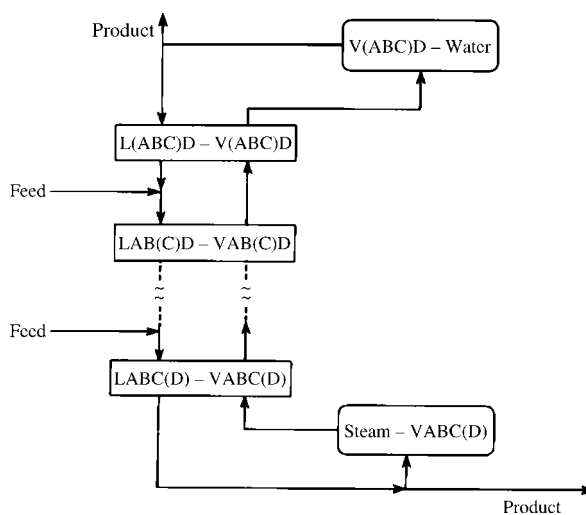 Product
V(ABC)D – Water
L(ABC)D – V(ABC)D
Feed
LAB(C)D – VAB(C)D
Feed
LABC(D) – VABC(D)
Steam – VABC(D)
Product